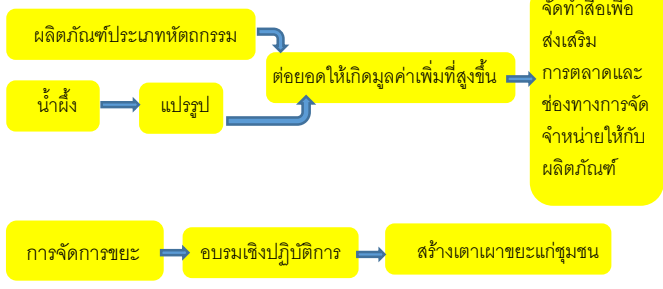 ผลิตภัณฑ์ประเภทหัตถกรรม
น้ำผึ้ง
แปรรูป
ต่อยอดให้เกิดมูลค่าเพิ่มที่สูงขึ้น
จัดทำสื่อเพื่อ
ส่งเสริม
การตลาดและ
ช่องทางการจัด
จำหน่ายให้กับ
ผลิตภัณฑ์
การจัดการขยะ
อบรมเชิงปฏิบัติการ
สร้างเตาเผาขยะแก่ชุมชน